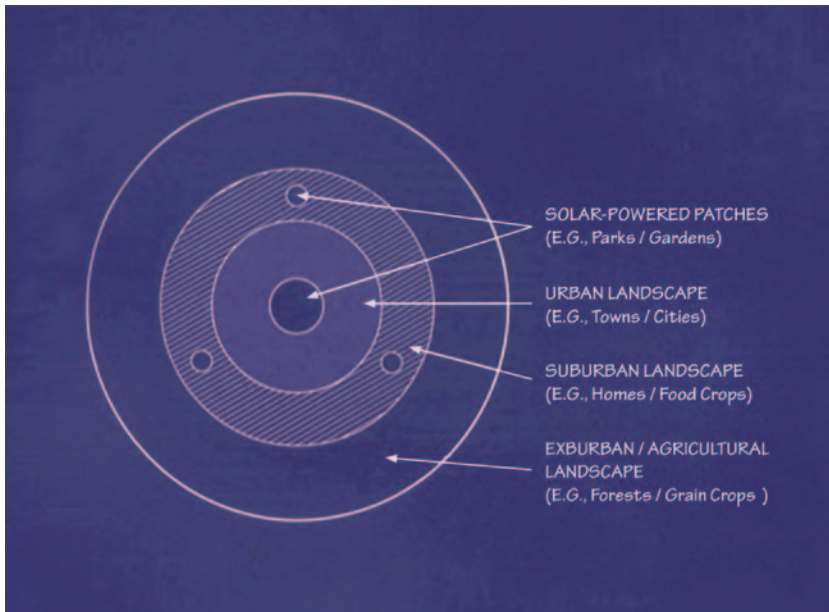 SOLAR-POWERED PATCHES
(E.G., Parks / Gardens)
URBAN LANDSCAPE
(E.G., Towns / Cities)
SUBURBAN LANDSCAPE
(E.G., Homes / Food Crops)
EXBURBAN / AGRICULTURAL
LANDSCAPE
(E.G., Forests / Grain Crops )